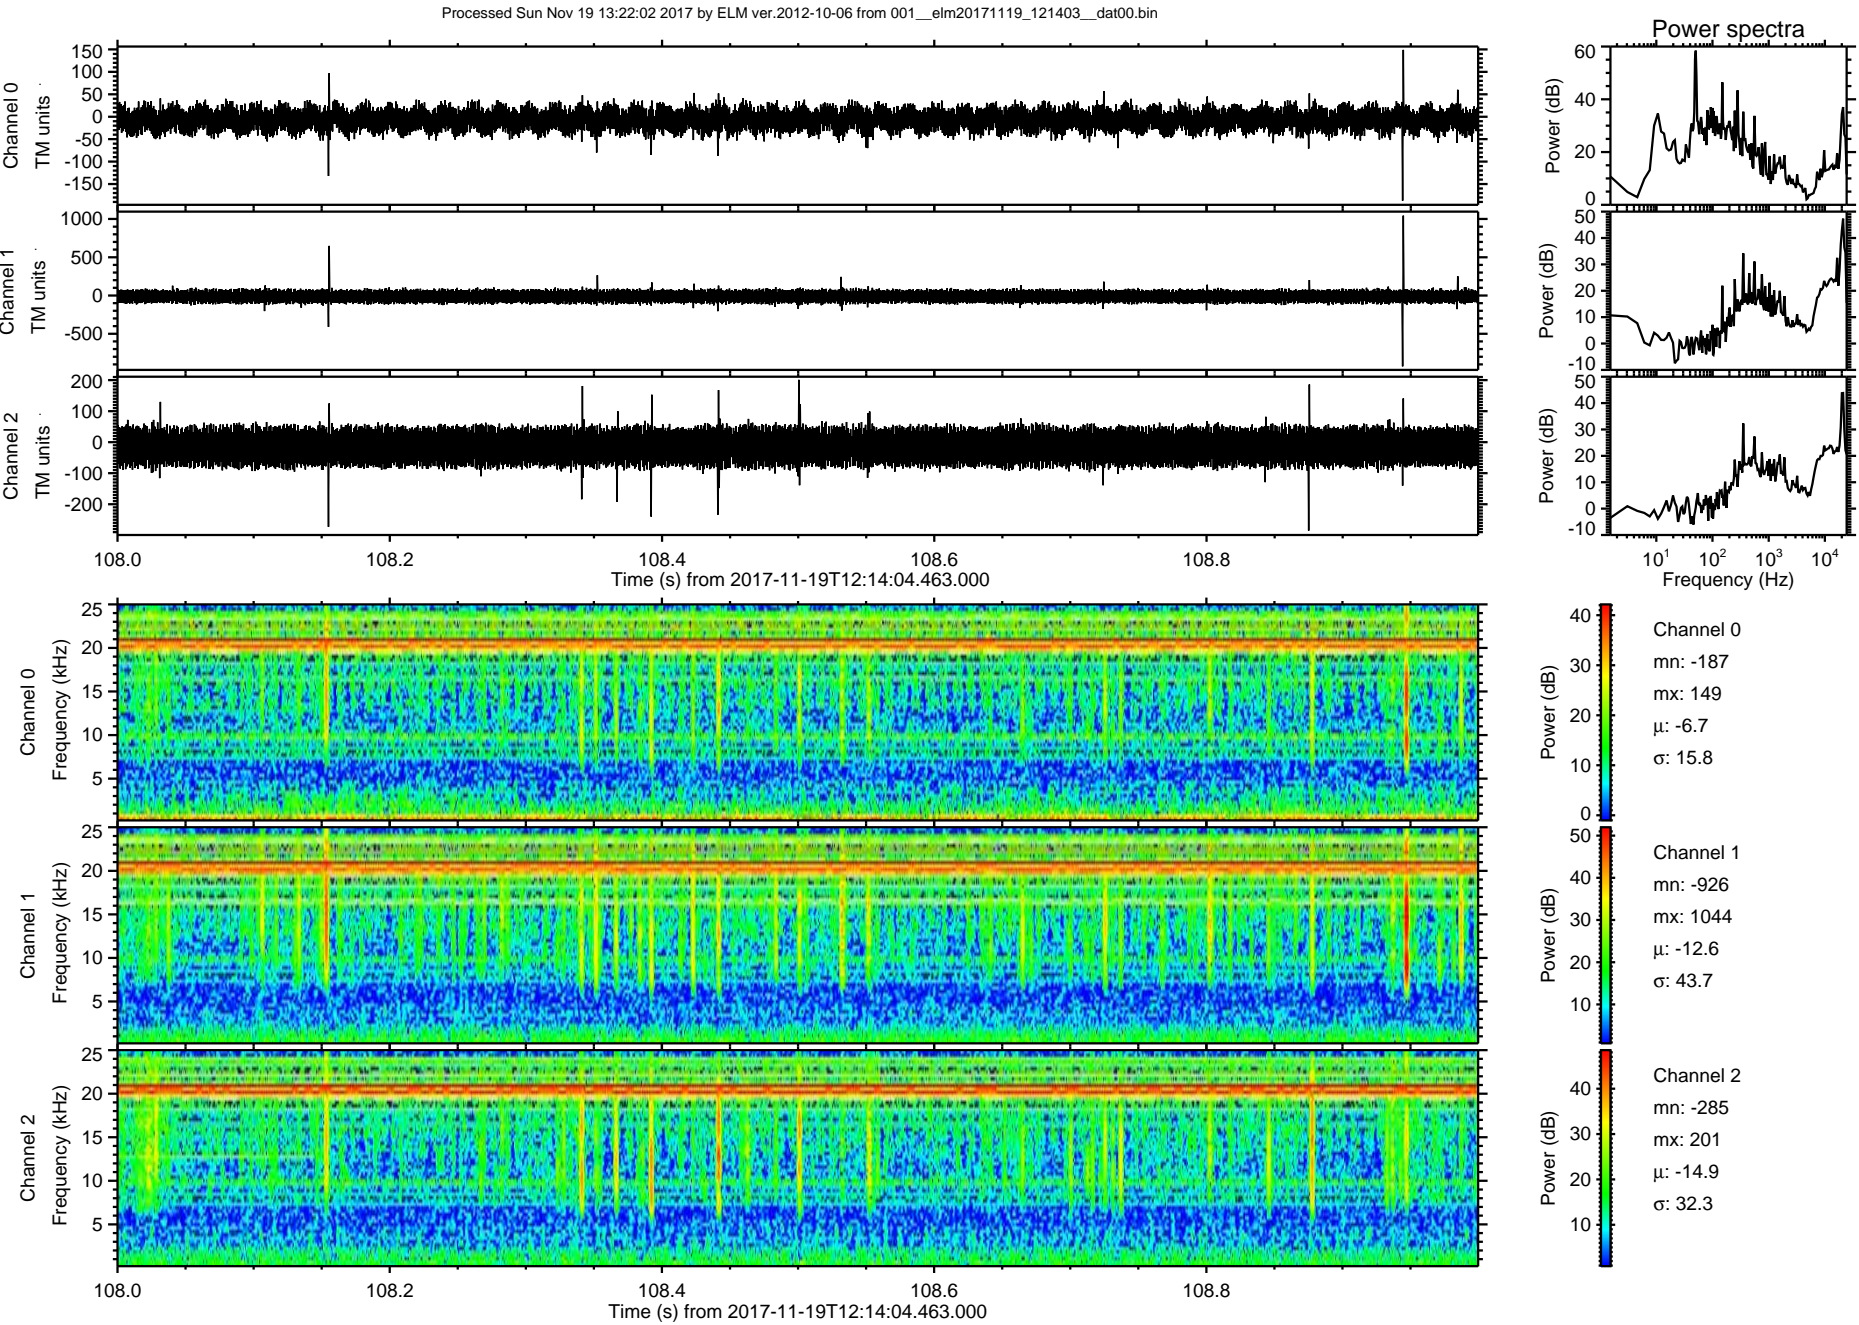 Processed Sun Nov 19 13:22:02 2017 by ELM ver.2012-10-06 from 001__elm20171119_121403__dat00.bin
Power spectra
Channel 0
TM units
150
100
50
0
-50
-100
-150
Power (dB)
60
40
20
0
Channel 1
TM units
1000
500
0
-500
Power (dB)
50
40
30
20
10
0
-10
Channel 2
TM units
200
100
0
-100
-200
Power (dB)
50
40
30
20
10
0
-10
108.0 108.2 108.4 108.6 108.8
Time (s) from 2017-11-19T12:14:04.463.000
10^1 10^2 10^3 10^4
Frequency (Hz)
Channel 0
Frequency (kHz)
25
20
15
10
5
Power (dB)
40
30
20
10
0
Channel 0
mn: -187
mx: 149
μ: -6.7
σ: 15.8
Channel 1
Frequency (kHz)
25
20
15
10
5
Power (dB)
50
40
30
20
10
Channel 1
mn: -926
mx: 1044
μ: -12.6
σ: 43.7
Channel 2
Frequency (kHz)
25
20
15
10
5
Power (dB)
40
30
20
10
Channel 2
mn: -285
mx: 201
μ: -14.9
σ: 32.3
108.0 108.2 108.4 108.6 108.8
Time (s) from 2017-11-19T12:14:04.463.000